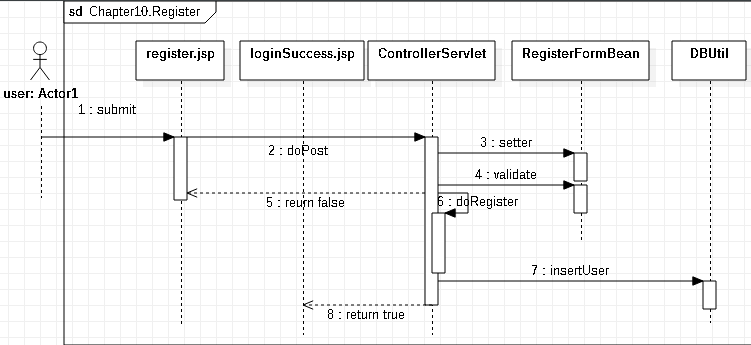 sd Chapter10.Register
register.jsp
loginSuccess.jsp
ControllerServlet
RegisterFormBean
DBUtil
user: Actor1
1 : submit
2 : doPost
3 : setter
4 : validate
5 : reurn false
6 : doRegister
7 : insertUser
8 : return true